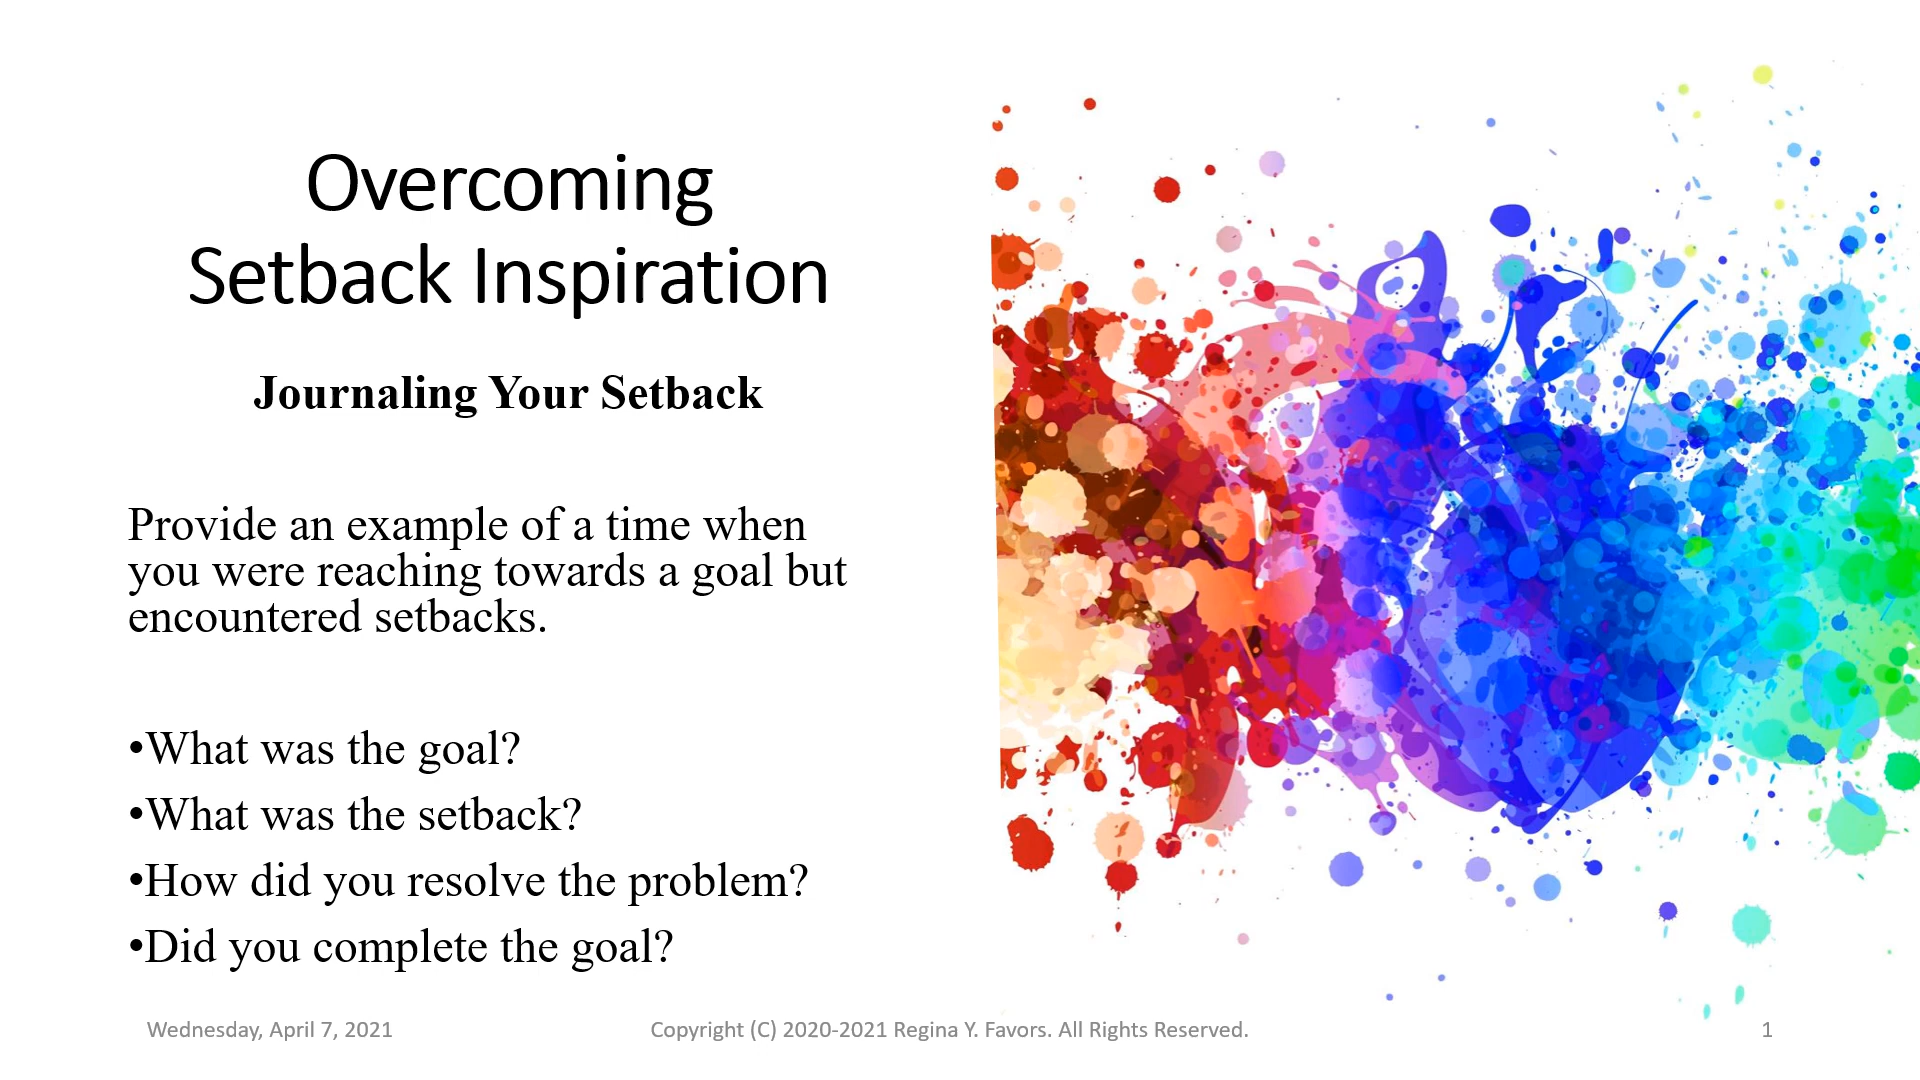 Overcoming
Setback Inspiration
Journaling Your Setback
Provide an example of a time when
you were reaching towards a goal but
encountered setbacks.
•What was the goal?
•What was the setback?
•How did you resolve the problem?
•Did you complete the goal?
Wednesday, April 7, 2021
Copyright (C) 2020-2021 Regina Y. Favors. All Rights Reserved.
1